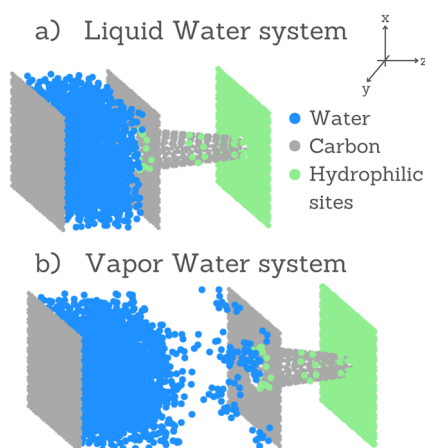 a) Liquid Water system
x
z
y
Water
Carbon
Hydrophilic
sites
b) Vapor Water system